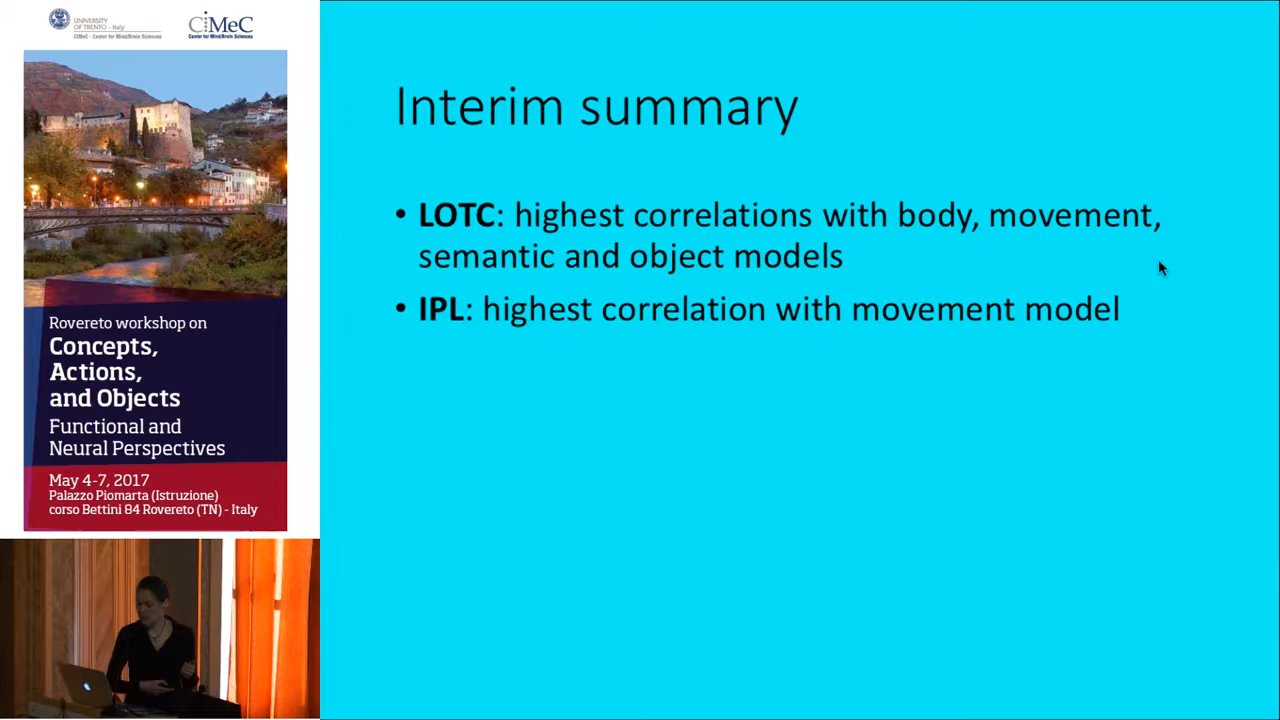 UNIVERSITY
OF TRENTO - Italy
CIMeC - Center for Mind/Brain Sciences
CiMeC
Center for Mind/Brain Sciences
Rovereto workshop on
Concepts,
Actions,
and Objects
Functional and
Neural Perspectives
May 4-7, 2017
Palazzo Piomarta (Istruzione)
corso Bettini 84 Rovereto (TN) - Italy
Interim summary
• LOTC: highest correlations with body, movement,
semantic and object models
• IPL: highest correlation with movement model